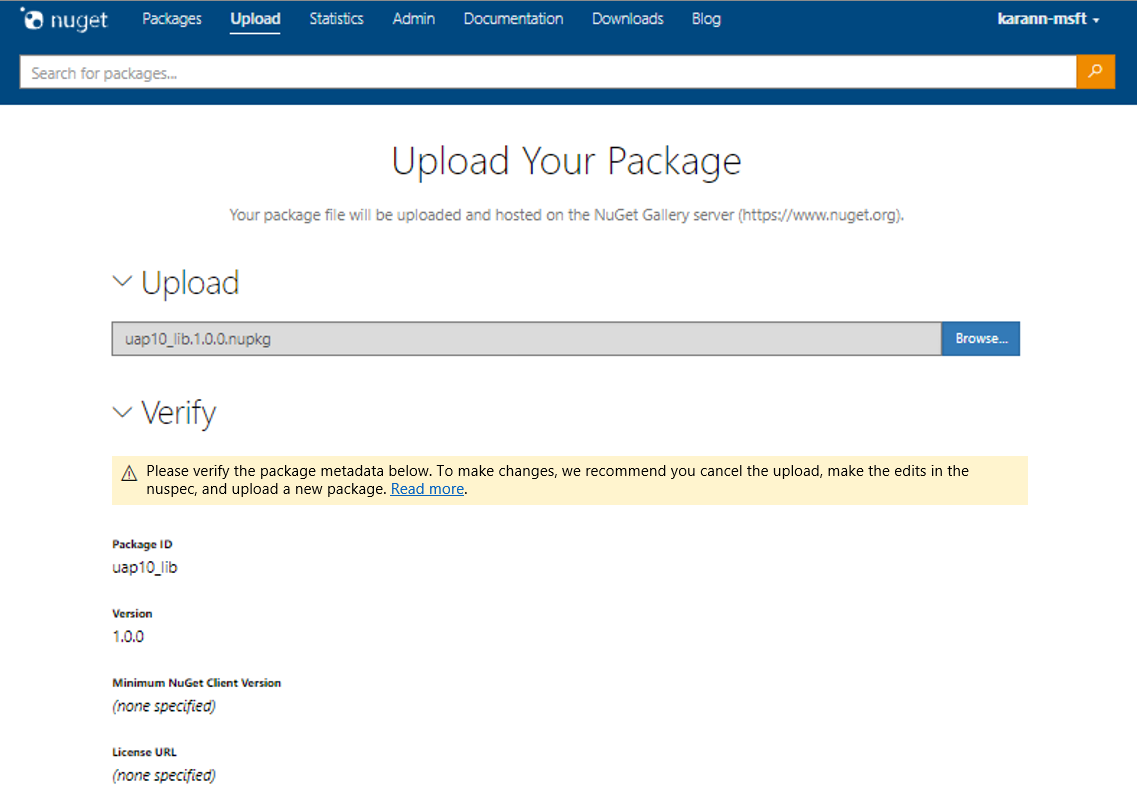 nuget Packages Upload Statistics Admin Documentation Downloads Blog karann-msft
Search for packages...
Upload Your Package
Your package file will be uploaded and hosted on the NuGet Gallery server (https://www.nuget.org).
Upload
uap10_lib.1.0.0.nupkg Browse...
Verify
Please verify the package metadata below. To make changes, we recommend you cancel the upload, make the edits in the
nuspec, and upload a new package. Read more.
Package ID
uap10_lib
Version
1.0.0
Minimum NuGet Client Version
(none specified)
License URL
(none specified)